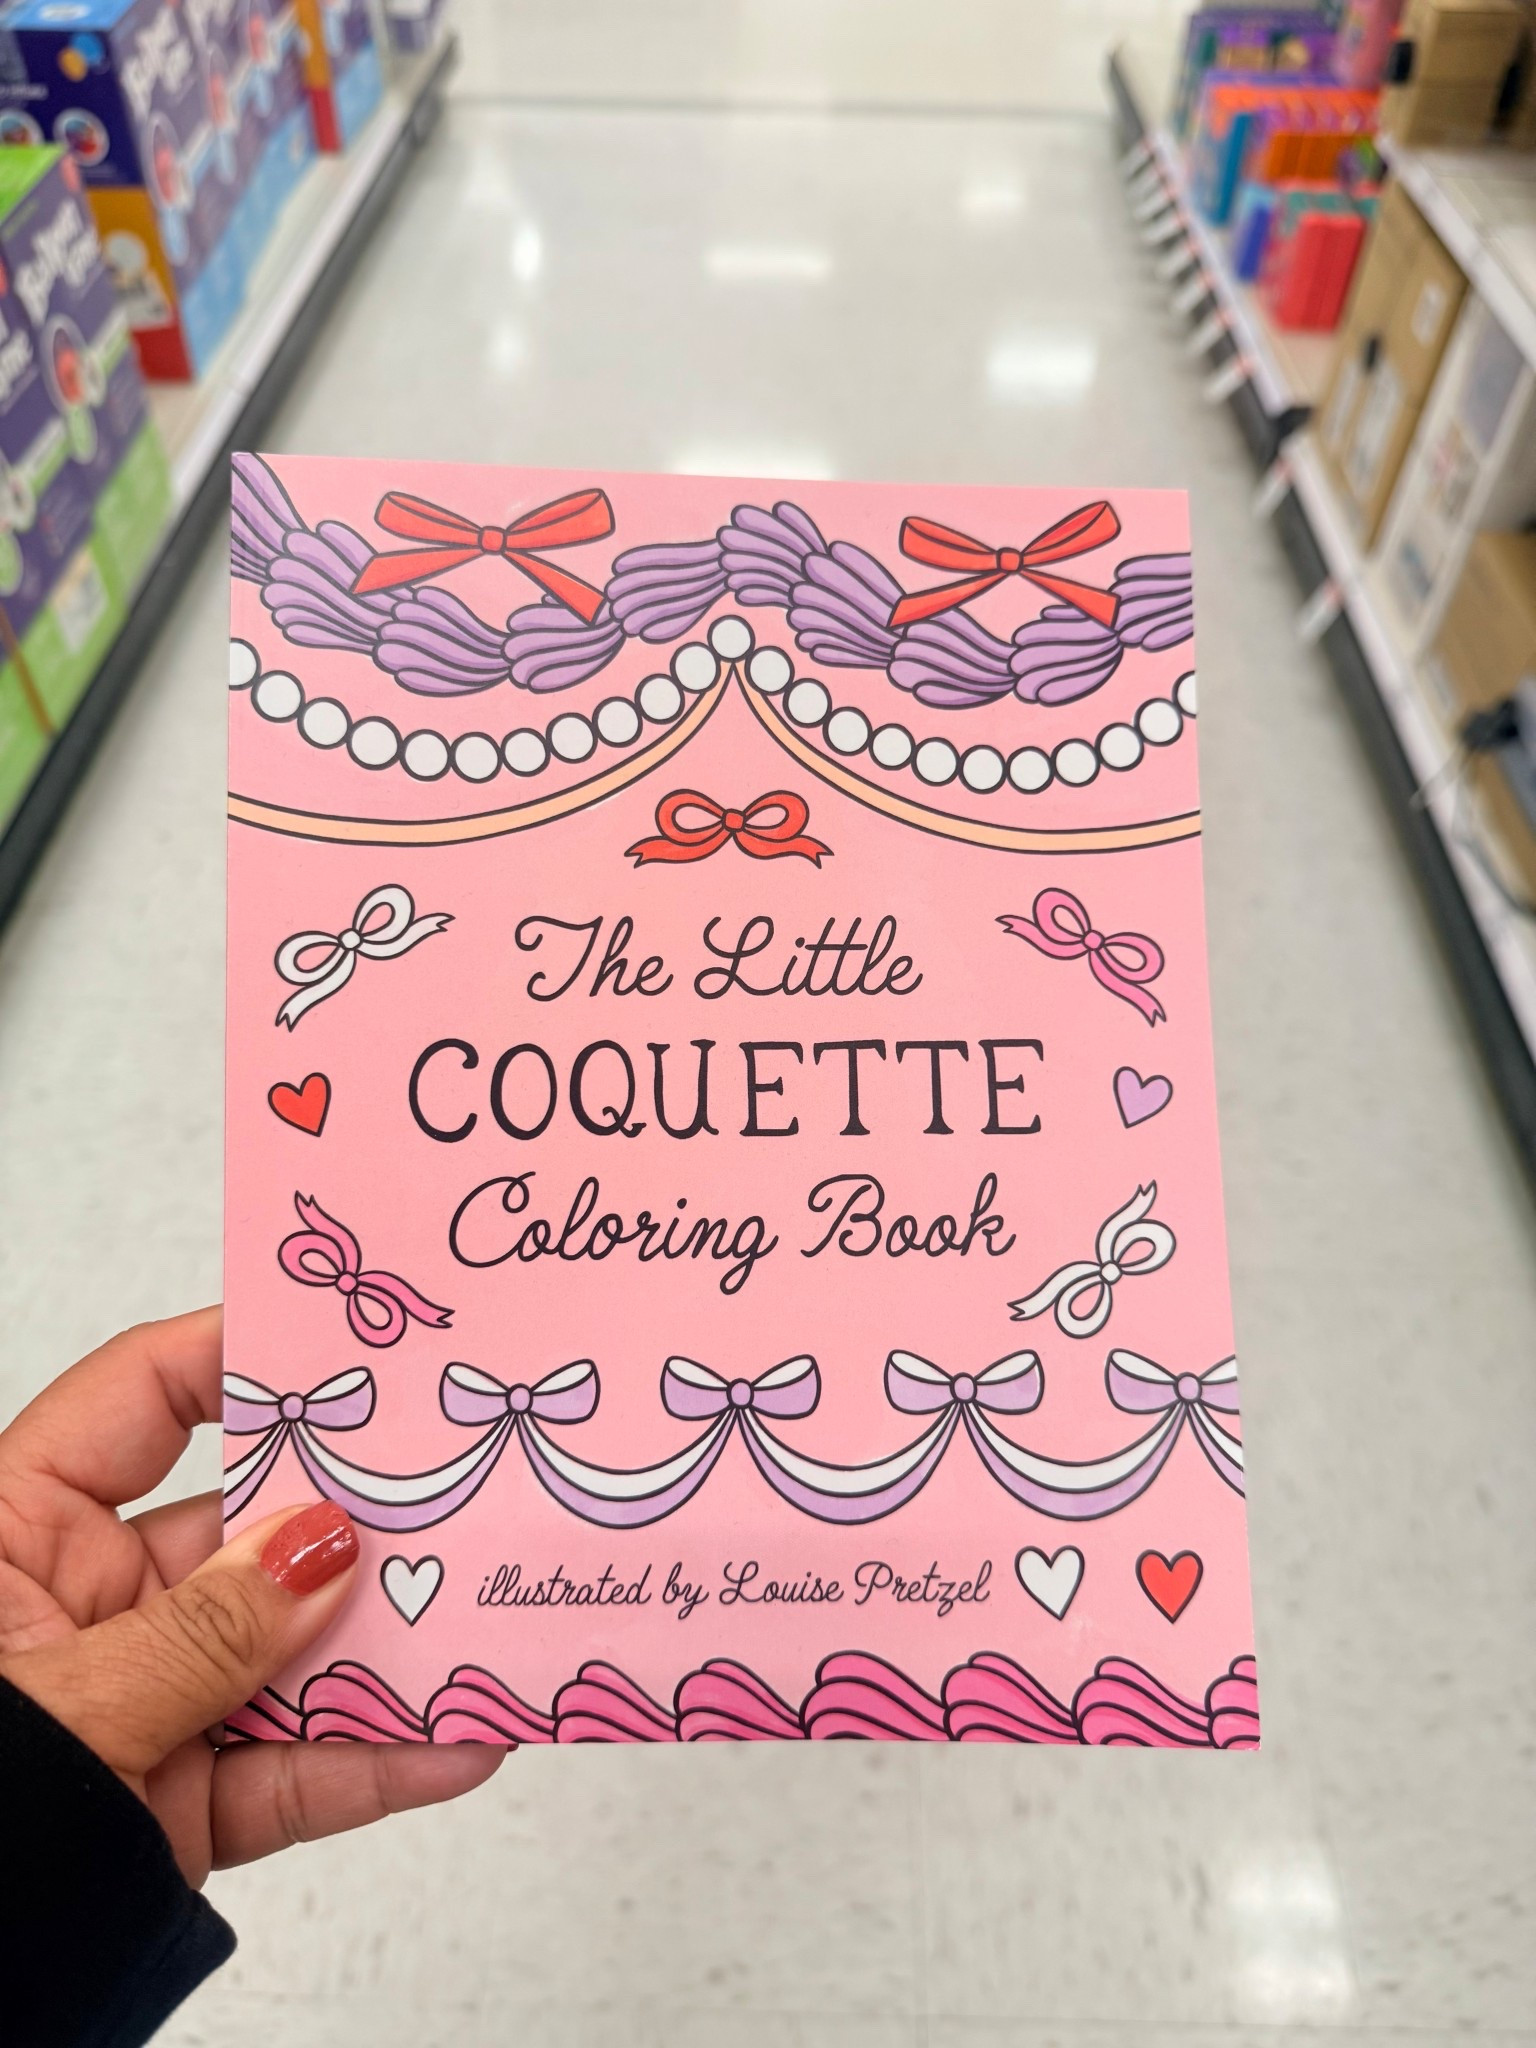 The Little
COQUETTE
Coloring Book
illustrated by Louise Pretzel